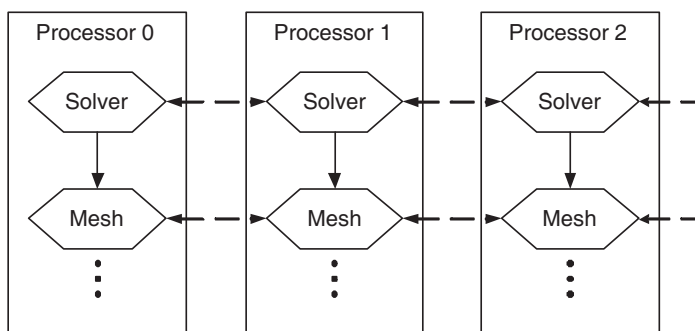 Processor 0
Processor 1
Processor 2
Solver
Solver
Solver
Mesh
Mesh
Mesh